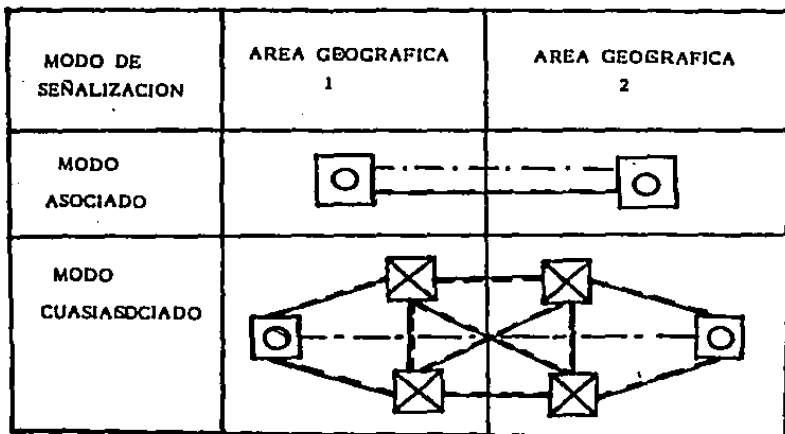 MODO DE
SEÑALIZACION
AREA GEOGRAFICA
1
AREA GEOGRAFICA
2
MODO
ASOCIADO
MODO
CUASIASOCIADO